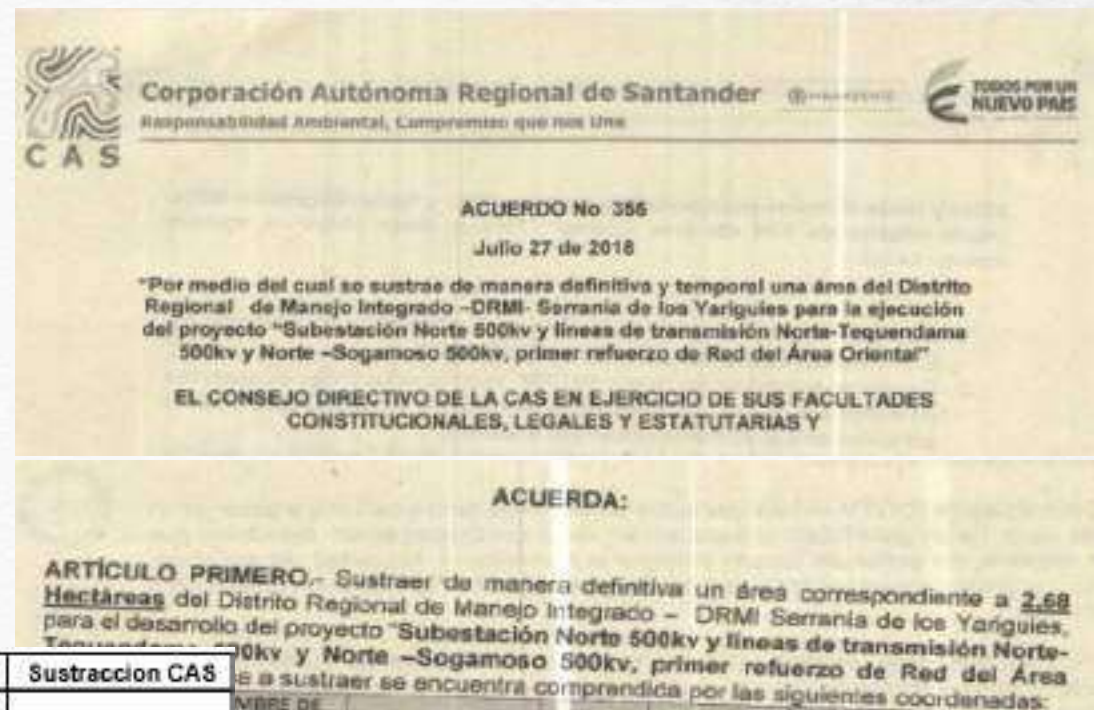 Corporación Autónoma Regional de Santander
Responsabilidad Ambiental, Compromiso que nos Une
CAS
TODOS POR UN
NUEVO PAÍS
ACUERDO No 356
Julio 27 de 2018
"Por medio del cual se sustrae de manera definitiva y temporal una área del Distrito
Regional de Manejo Integrado –DRMI- Serranía de los Yariguies para la ejecución
del proyecto "Subestación Norte 500kv y líneas de transmisión Norte-Tequendama
500kv y Norte –Sogamoso 500kv, primer refuerzo de Red del Área Oriental"
EL CONSEJO DIRECTIVO DE LA CAS EN EJERCICIO DE SUS FACULTADES
CONSTITUCIONALES, LEGALES Y ESTATUTARIAS Y
ACUERDA:
ARTÍCULO PRIMERO.- Sustraer de manera definitiva un área correspondiente a 2.68
Hectáreas del Distrito Regional de Manejo Integrado – DRMI Serranía de los Yariguies,
para el desarrollo del proyecto "Subestación Norte 500kv y líneas de transmisión Norte-
00kv y Norte –Sogamoso 500kv, primer refuerzo de Red del Área
a sustraer se encuentra comprendida por las siguientes coordenadas:
Sustraccion CAS
MBRE DE